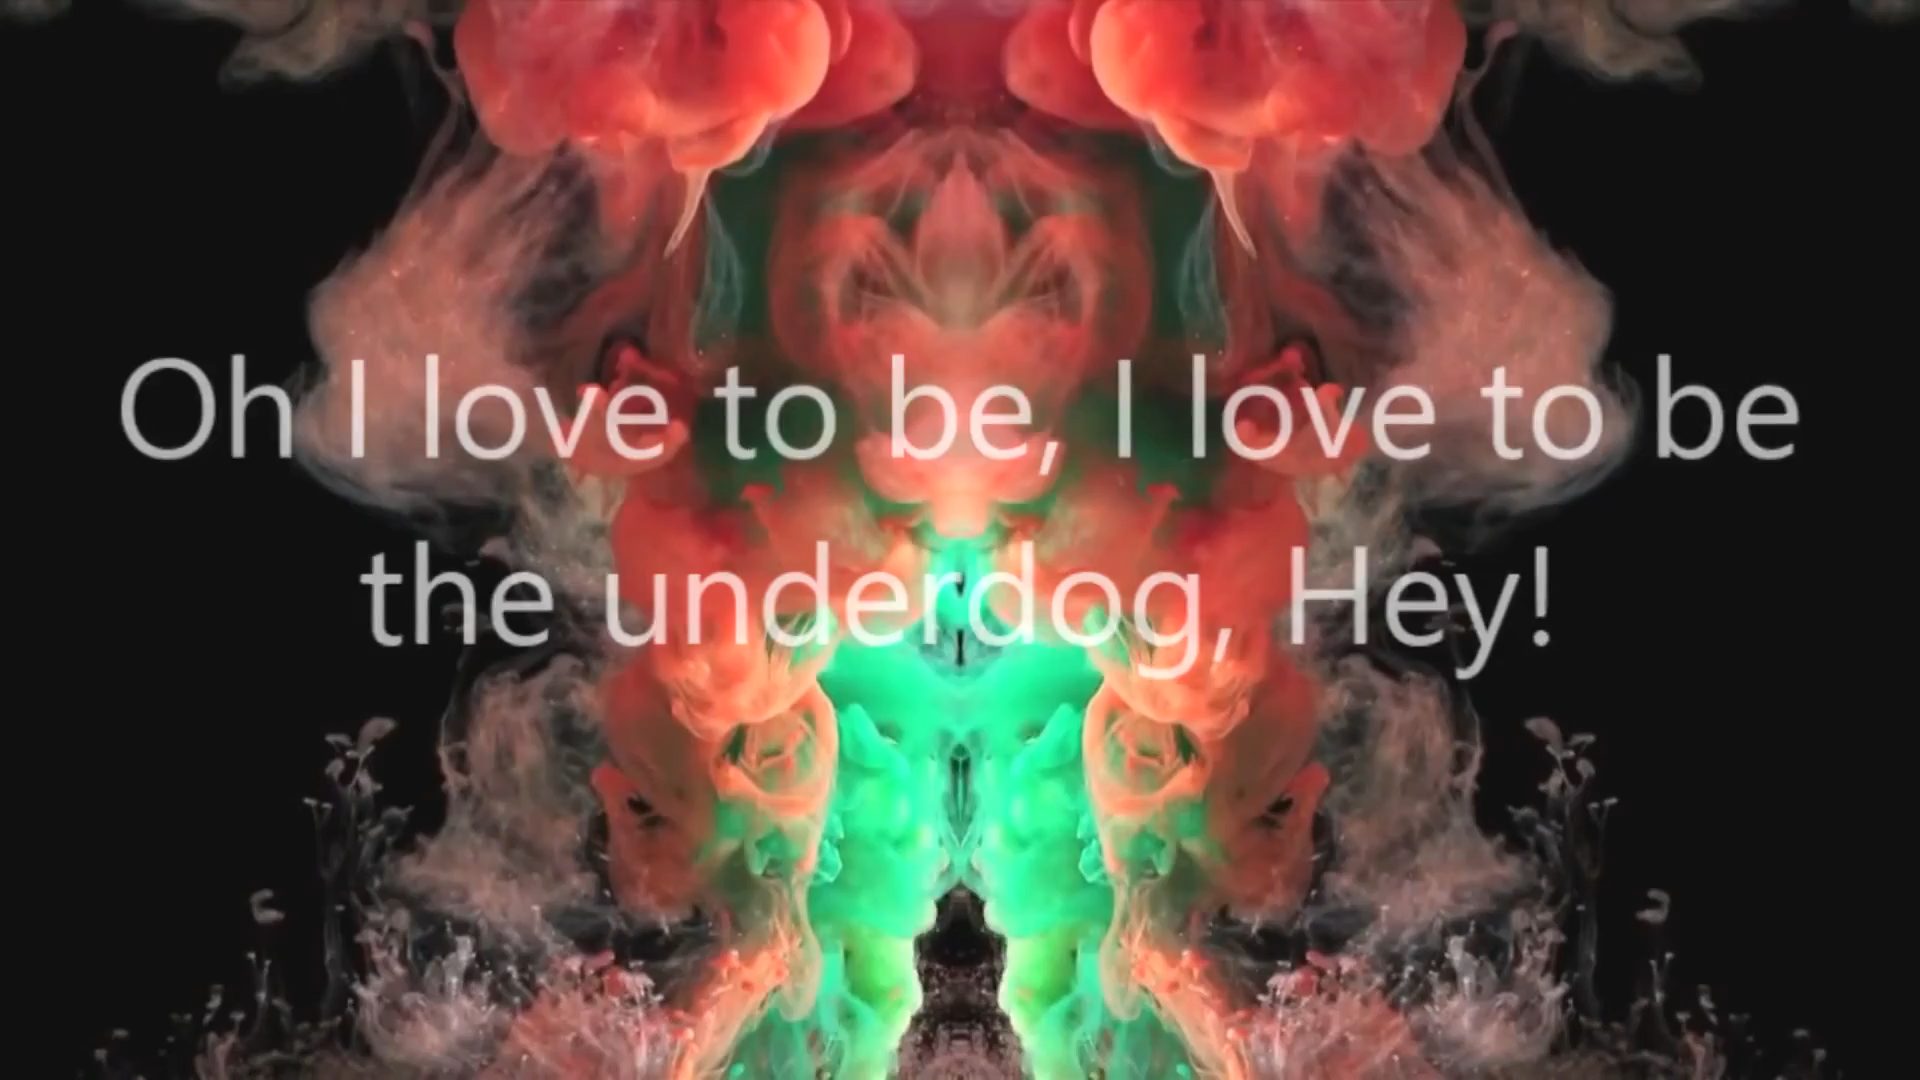 Oh I love to be, I love to be
the underdog, Hey!